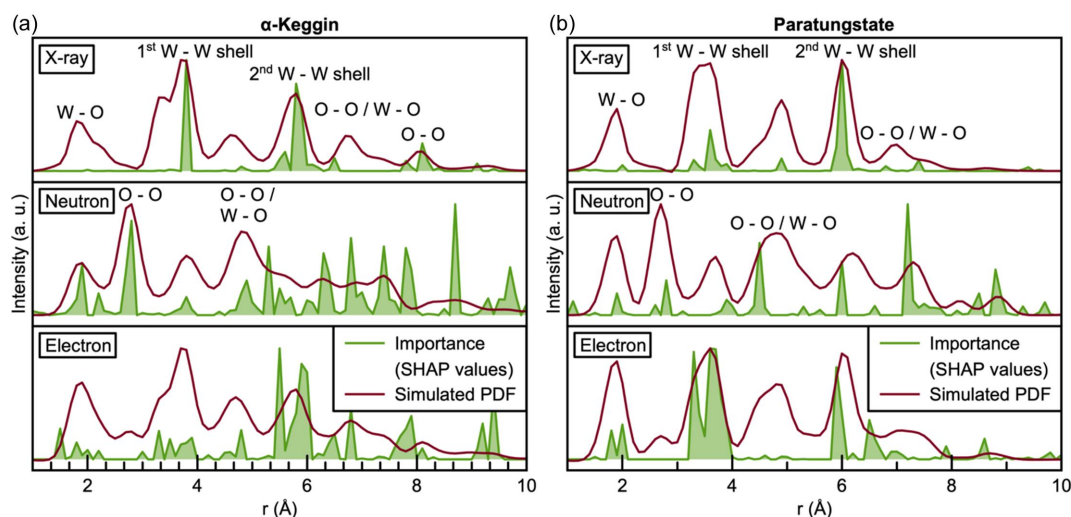 (a)
α-Keggin
X-ray
1st W - W shell
2nd W - W shell
W - O
O - O / W - O
O - O
Neutron
O - O
O - O /
W - O
Electron
Importance
(SHAP values)
Simulated PDF
Intensity (a. u.)
2 4 6 8 10
r (Å)
(b)
Paratungstate
X-ray
1st W - W shell
2nd W - W shell
W - O
O - O / W - O
Neutron
O - O
O - O / W - O
Electron
Importance
(SHAP values)
Simulated PDF
Intensity (a. u.)
2 4 6 8 10
r (Å)